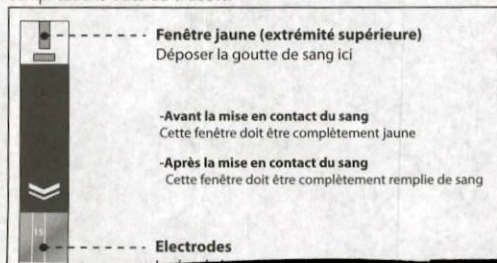 Fenêtre jaune (extrémité supérieure)
Déposer la goutte de sang ici
-Avant la mise en contact du sang
Cette fenêtre doit être complètement jaune
-Après la mise en contact du sang
Cette fenêtre doit être complètement remplie de sang
15
Electrodes